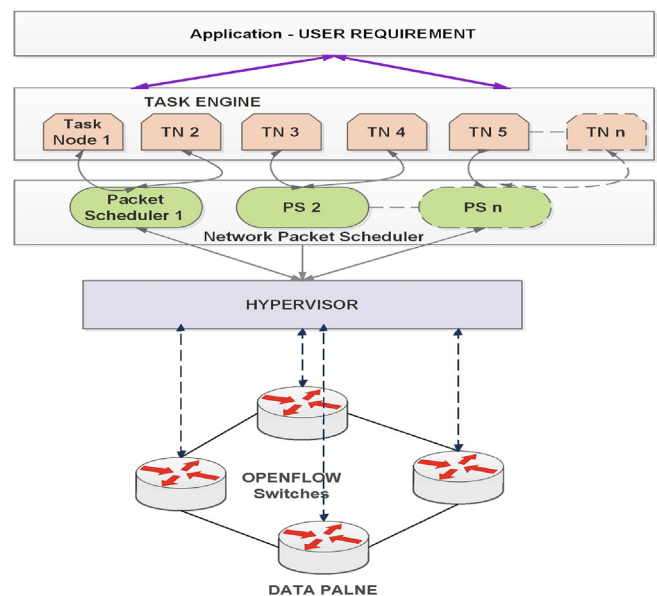 Application - USER REQUIREMENT
TASK ENGINE
Task
Node 1
TN 2
TN 3
TN 4
TN 5
TN n
Packet
Scheduler 1
PS 2
PS n
Network Packet Scheduler
HYPERVISOR
OPENFLOW
Switches
DATA PALNE